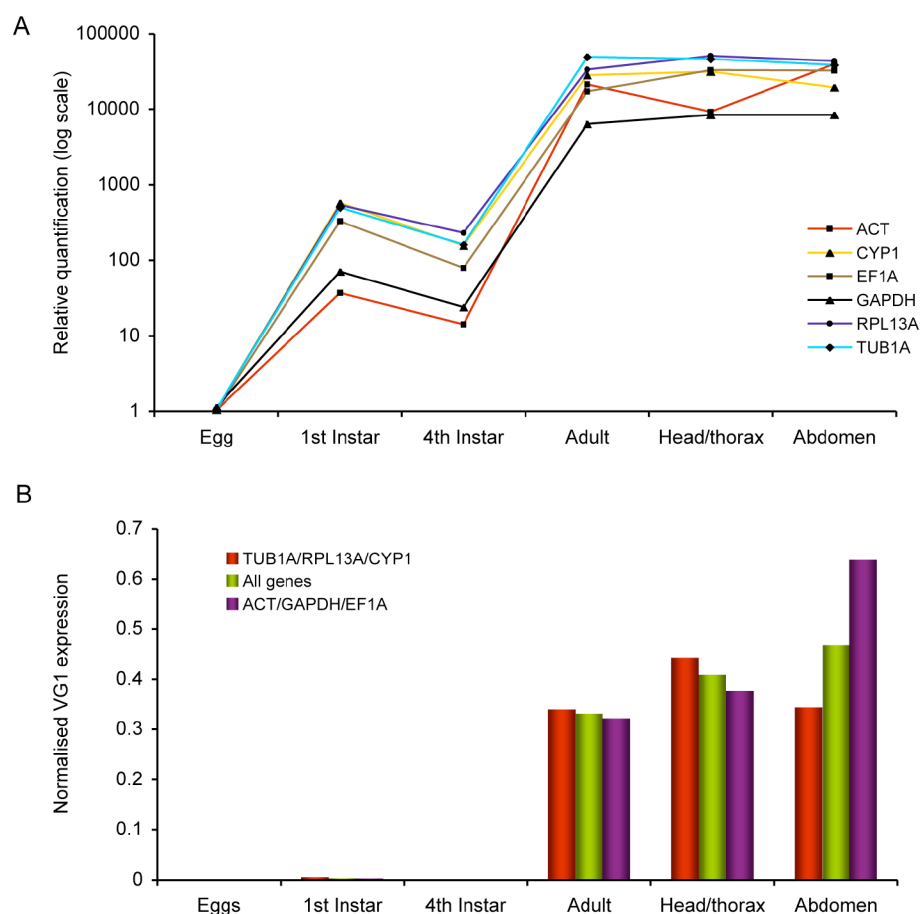 A
Relative quantification (log scale)
100000
10000
1000
100
10
1
Egg 1st Instar 4th Instar Adult Head/thorax Abdomen
ACT
CYP1
EF1A
GAPDH
RPL13A
TUB1A
B
Normalised VG1 expression
0.7
0.6
0.5
0.4
0.3
0.2
0.1
0
TUB1A/RPL13A/CYP1
All genes
ACT/GAPDH/EF1A
Eggs 1st Instar 4th Instar Adult Head/thorax Abdomen